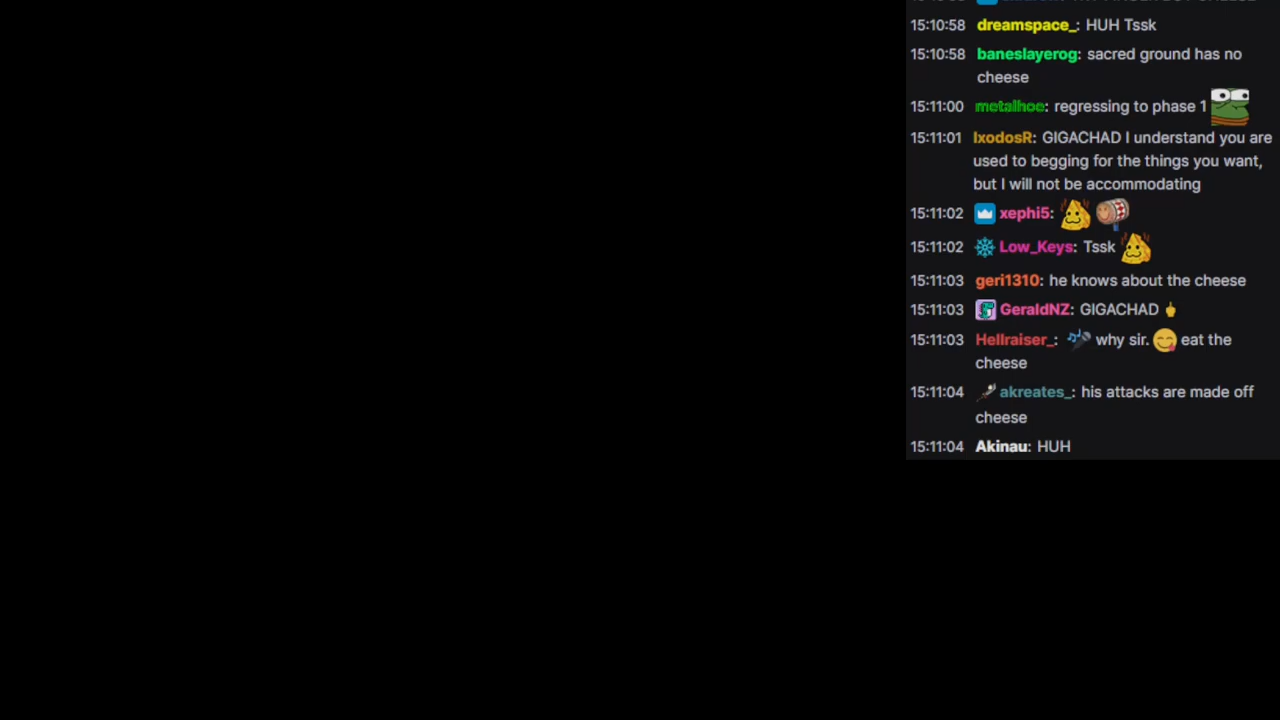 15:10:58 dreamspace_: HUH Tssk
15:10:58 baneslayerog: sacred ground has no
cheese
15:11:00 metalhoe: regressing to phase 1
15:11:01 IxodosR: GIGACHAD I understand you are
used to begging for the things you want,
but I will not be accommodating
15:11:02 xephi5:
15:11:02 Low_Keys: Tssk
15:11:03 geri1310: he knows about the cheese
15:11:03 GeraldNZ: GIGACHAD
15:11:03 Hellraiser_: why sir. eat the
cheese
15:11:04 akreates_: his attacks are made off
cheese
15:11:04 Akinau: HUH